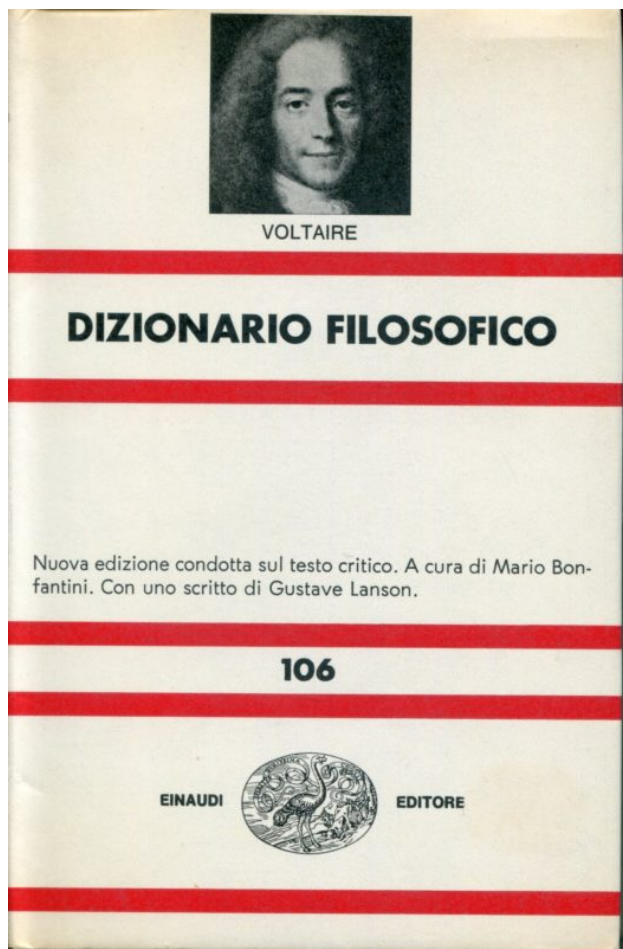 VOLTAIRE
DIZIONARIO FILOSOFICO
Nuova edizione condotta sul testo critico. A cura di Mario Bon-
fantini. Con uno scritto di Gustave Lanson.
106
EINAUDI EDITORE